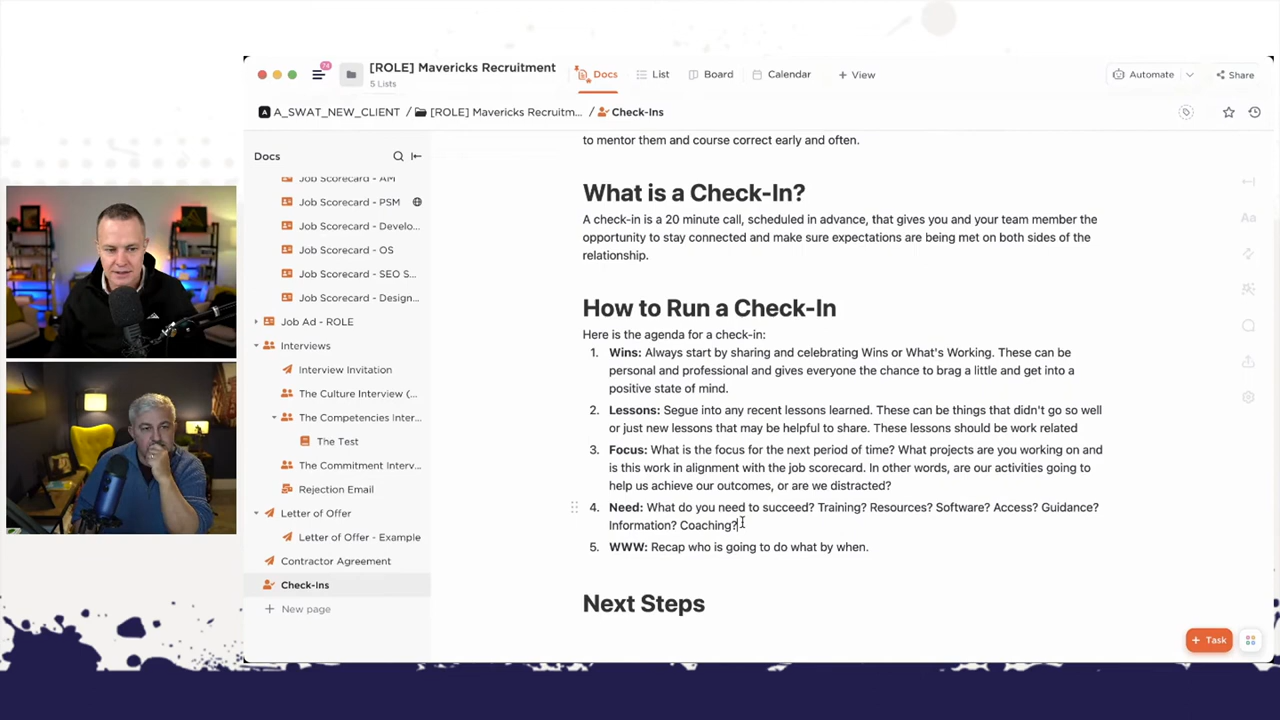 74
[ROLE] Mavericks Recruitment
5 Lists
Docs
List
Board
Calendar
+ View
Automate
Share
A_SWAT_NEW_CLIENT / [ROLE] Mavericks Recruitm... / Check-Ins
Docs
Job Scorecard - AM
Job Scorecard - PSM
Job Scorecard - Develo...
Job Scorecard - OS
Job Scorecard - SEO S...
Job Scorecard - Design...
Job Ad - ROLE
Interviews
Interview Invitation
The Culture Interview (...
The Competencies Inter...
The Test
The Commitment Interv...
Rejection Email
Letter of Offer
Letter of Offer - Example
Contractor Agreement
Check-Ins
+ New page
to mentor them and course correct early and often.
What is a Check-In?
A check-in is a 20 minute call, scheduled in advance, that gives you and your team member the
opportunity to stay connected and make sure expectations are being met on both sides of the
relationship.
How to Run a Check-In
Here is the agenda for a check-in:
1. Wins: Always start by sharing and celebrating Wins or What's Working. These can be
personal and professional and gives everyone the chance to brag a little and get into a
positive state of mind.
2. Lessons: Segue into any recent lessons learned. These can be things that didn't go so well
or just new lessons that may be helpful to share. These lessons should be work related
3. Focus: What is the focus for the next period of time? What projects are you working on and
is this work in alignment with the job scorecard. In other words, are our activities going to
help us achieve our outcomes, or are we distracted?
4. Need: What do you need to succeed? Training? Resources? Software? Access? Guidance?
Information? Coaching?
5. WWW: Recap who is going to do what by when.
Next Steps
Aa
+ Task